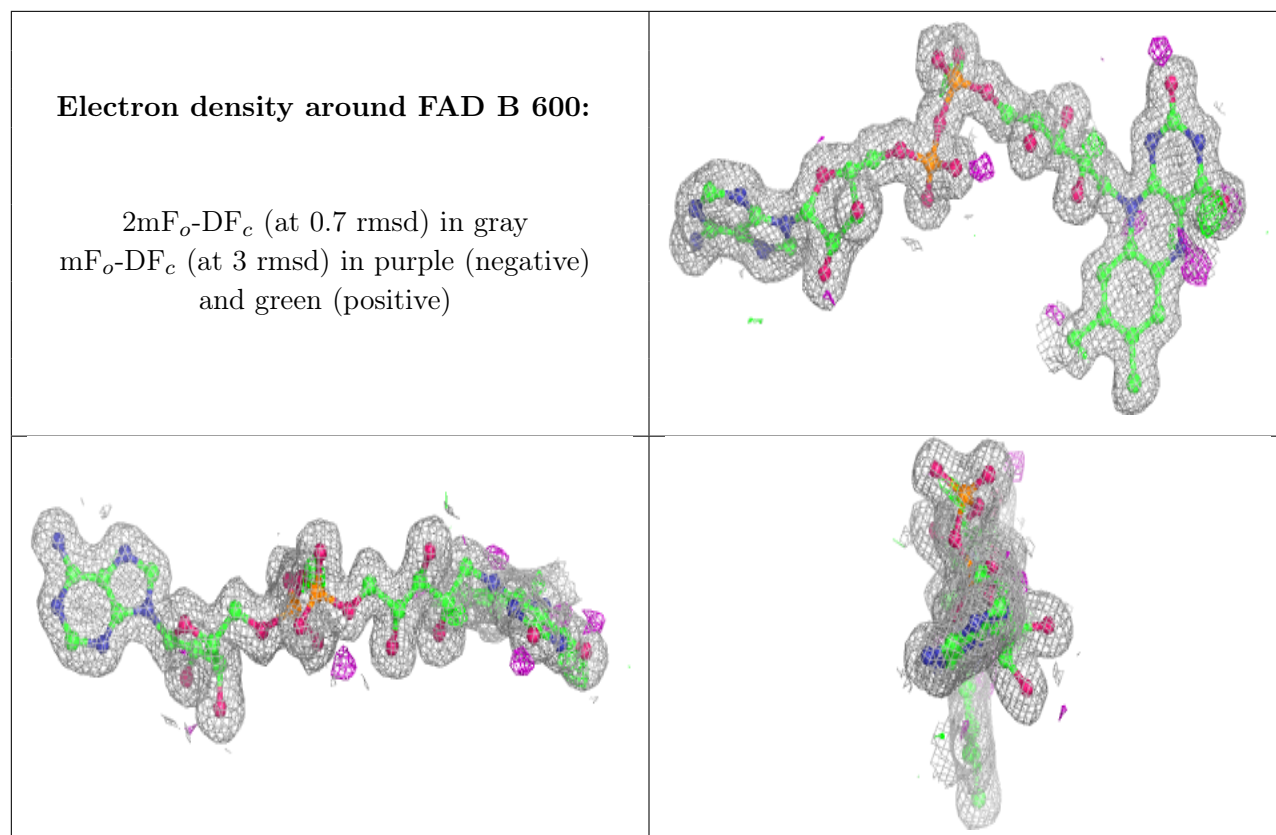 Electron density around FAD B 600:
2mFₒ-DF𝒸 (at 0.7 rmsd) in gray
mFₒ-DF𝒸 (at 3 rmsd) in purple (negative)
and green (positive)